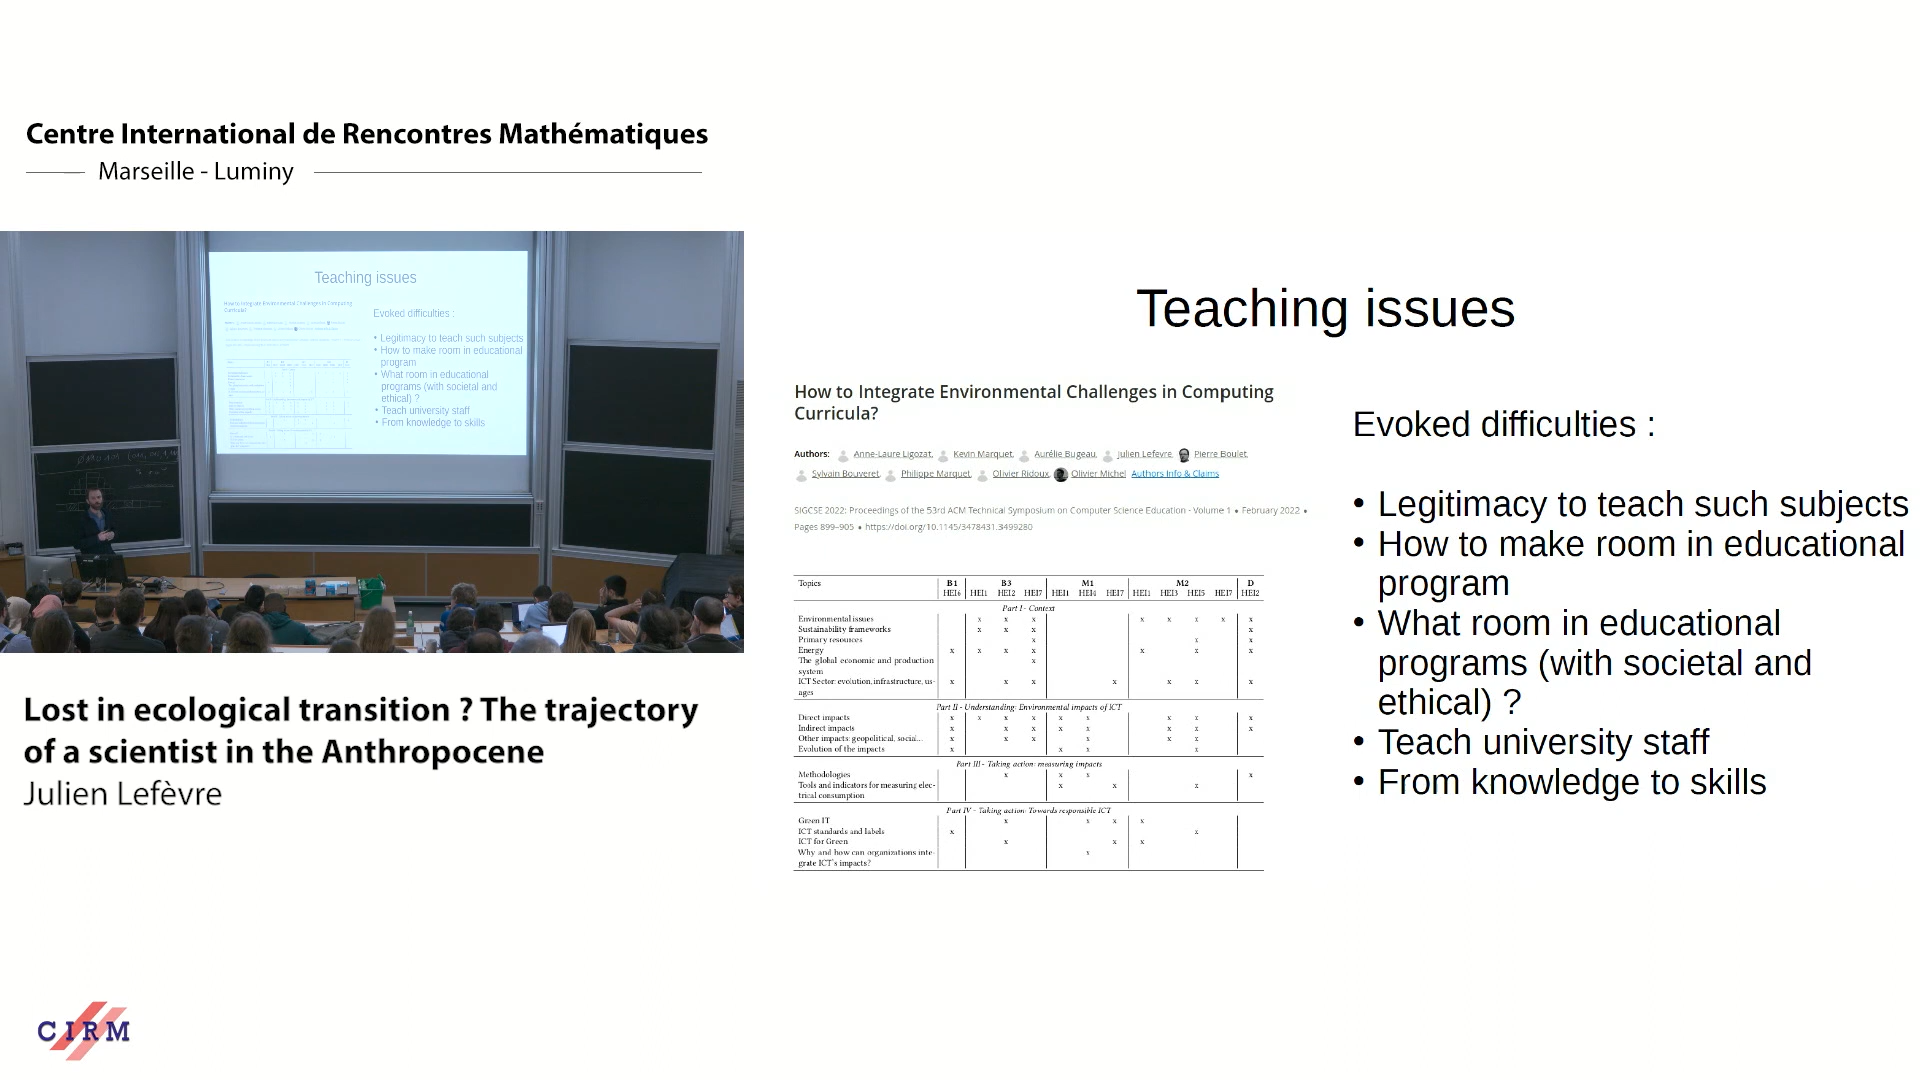 Centre International de Rencontres Mathématiques
Marseille - Luminy
Teaching issues
Evoked difficulties :
• Legitimacy to teach such subjects
• How to make room in educational
program
• What room in educational
programs (with societal and
ethical) ?
• Teach university staff
• From knowledge to skills
Lost in ecological transition ? The trajectory
of a scientist in the Anthropocene
Julien Lefèvre
CIRM
Teaching issues
How to Integrate Environmental Challenges in Computing
Curricula?
Authors: Anne-Laure Ligozat, Kevin Marquet, Aurélie Bugeau, Julien Lefevre, Pierre Boulet,
Sylvain Bouveret, Philippe Marquet, Olivier Ridoux, Olivier Michel Authors Info & Claims
SIGCSE 2022: Proceedings of the 53rd ACM Technical Symposium on Computer Science Education - Volume 1 • February 2022 •
Pages 899–905 • https://doi.org/10.1145/3478431.3499280
Topics B1 B3 M1 M2 D
HEI6 HEI1 HEI2 HEI7 HEI1 HEI4 HEI7 HEI1 HEI3 HEI5 HEI7 HEI2
Part I - Context
Environmental issues x x x x x x x x
Sustainability frameworks x x x x
Primary resources x x x
Energy x x x x x x x
The global economic and production x
system
ICT Sector: evolution, infrastructure, us- x x x x x x x
ages
Part II - Understanding: Environmental impacts of ICT
Direct impacts x x x x x x x x x
Indirect impacts x x x x x x x x
Other impacts: geopolitical, social... x x x x x x
Evolution of the impacts x x x x
Part III - Taking action: measuring impacts
Methodologies x x x x
Tools and indicators for measuring elec- x x x
trical consumption
Part IV - Taking action: Towards responsible ICT
Green IT x x x x
ICT standards and labels x x
ICT for Green x x x
Why and how can organizations inte- x
grate ICT's impacts?
Evoked difficulties :
• Legitimacy to teach such subjects
• How to make room in educational
program
• What room in educational
programs (with societal and
ethical) ?
• Teach university staff
• From knowledge to skills